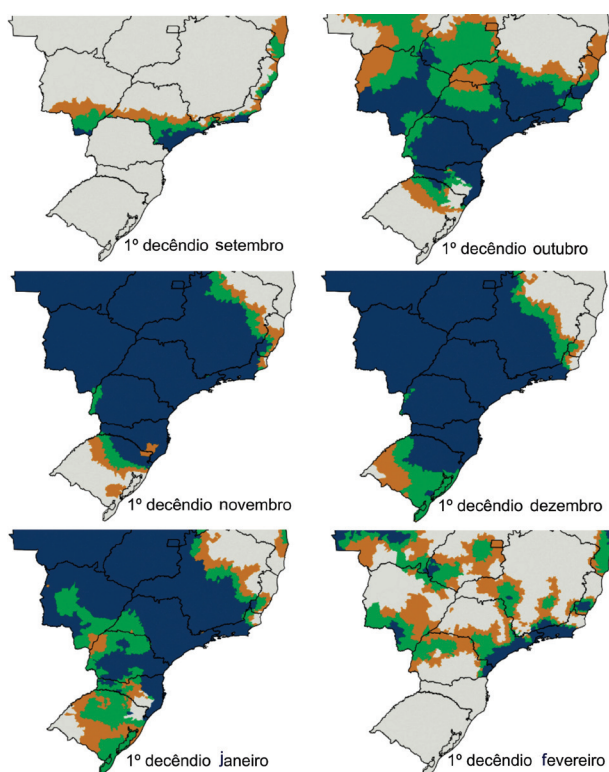 1º decêndio setembro
1º decêndio outubro
1º decêndio novembro
1º decêndio dezembro
1º decêndio janeiro
1º decêndio fevereiro